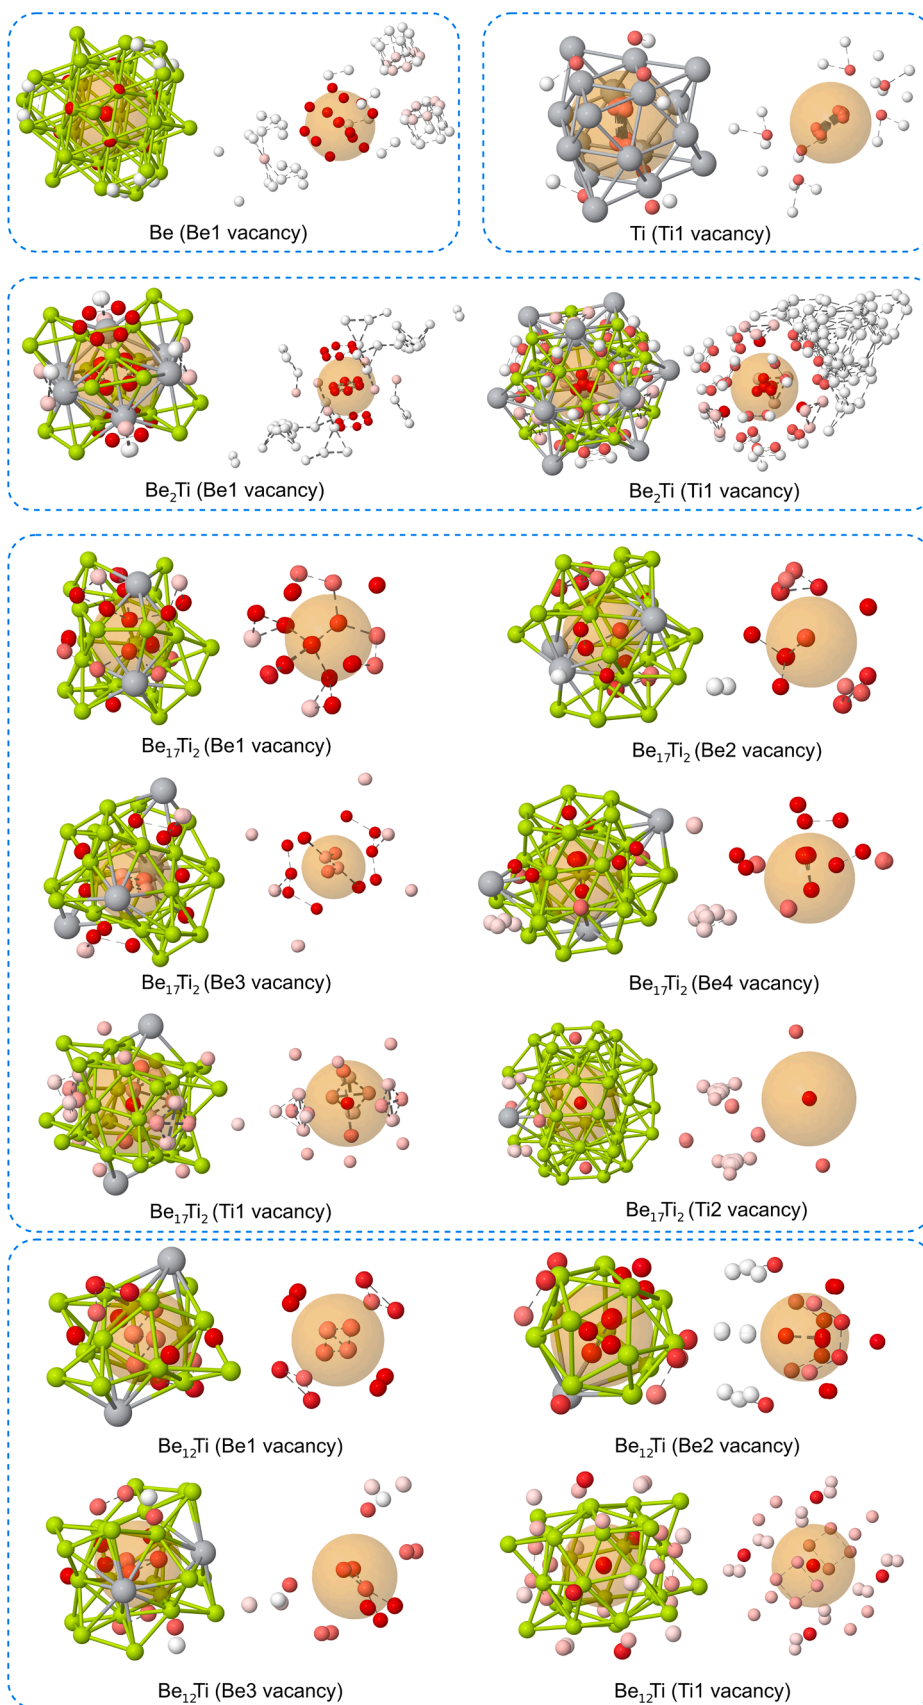 Be (Be1 vacancy)
Ti (Ti1 vacancy)
Be₂Ti (Be1 vacancy)
Be₂Ti (Ti1 vacancy)
Be₁₇Ti₂ (Be1 vacancy)
Be₁₇Ti₂ (Be2 vacancy)
Be₁₇Ti₂ (Be3 vacancy)
Be₁₇Ti₂ (Be4 vacancy)
Be₁₇Ti₂ (Ti1 vacancy)
Be₁₇Ti₂ (Ti2 vacancy)
Be₁₂Ti (Be1 vacancy)
Be₁₂Ti (Be2 vacancy)
Be₁₂Ti (Be3 vacancy)
Be₁₂Ti (Ti1 vacancy)